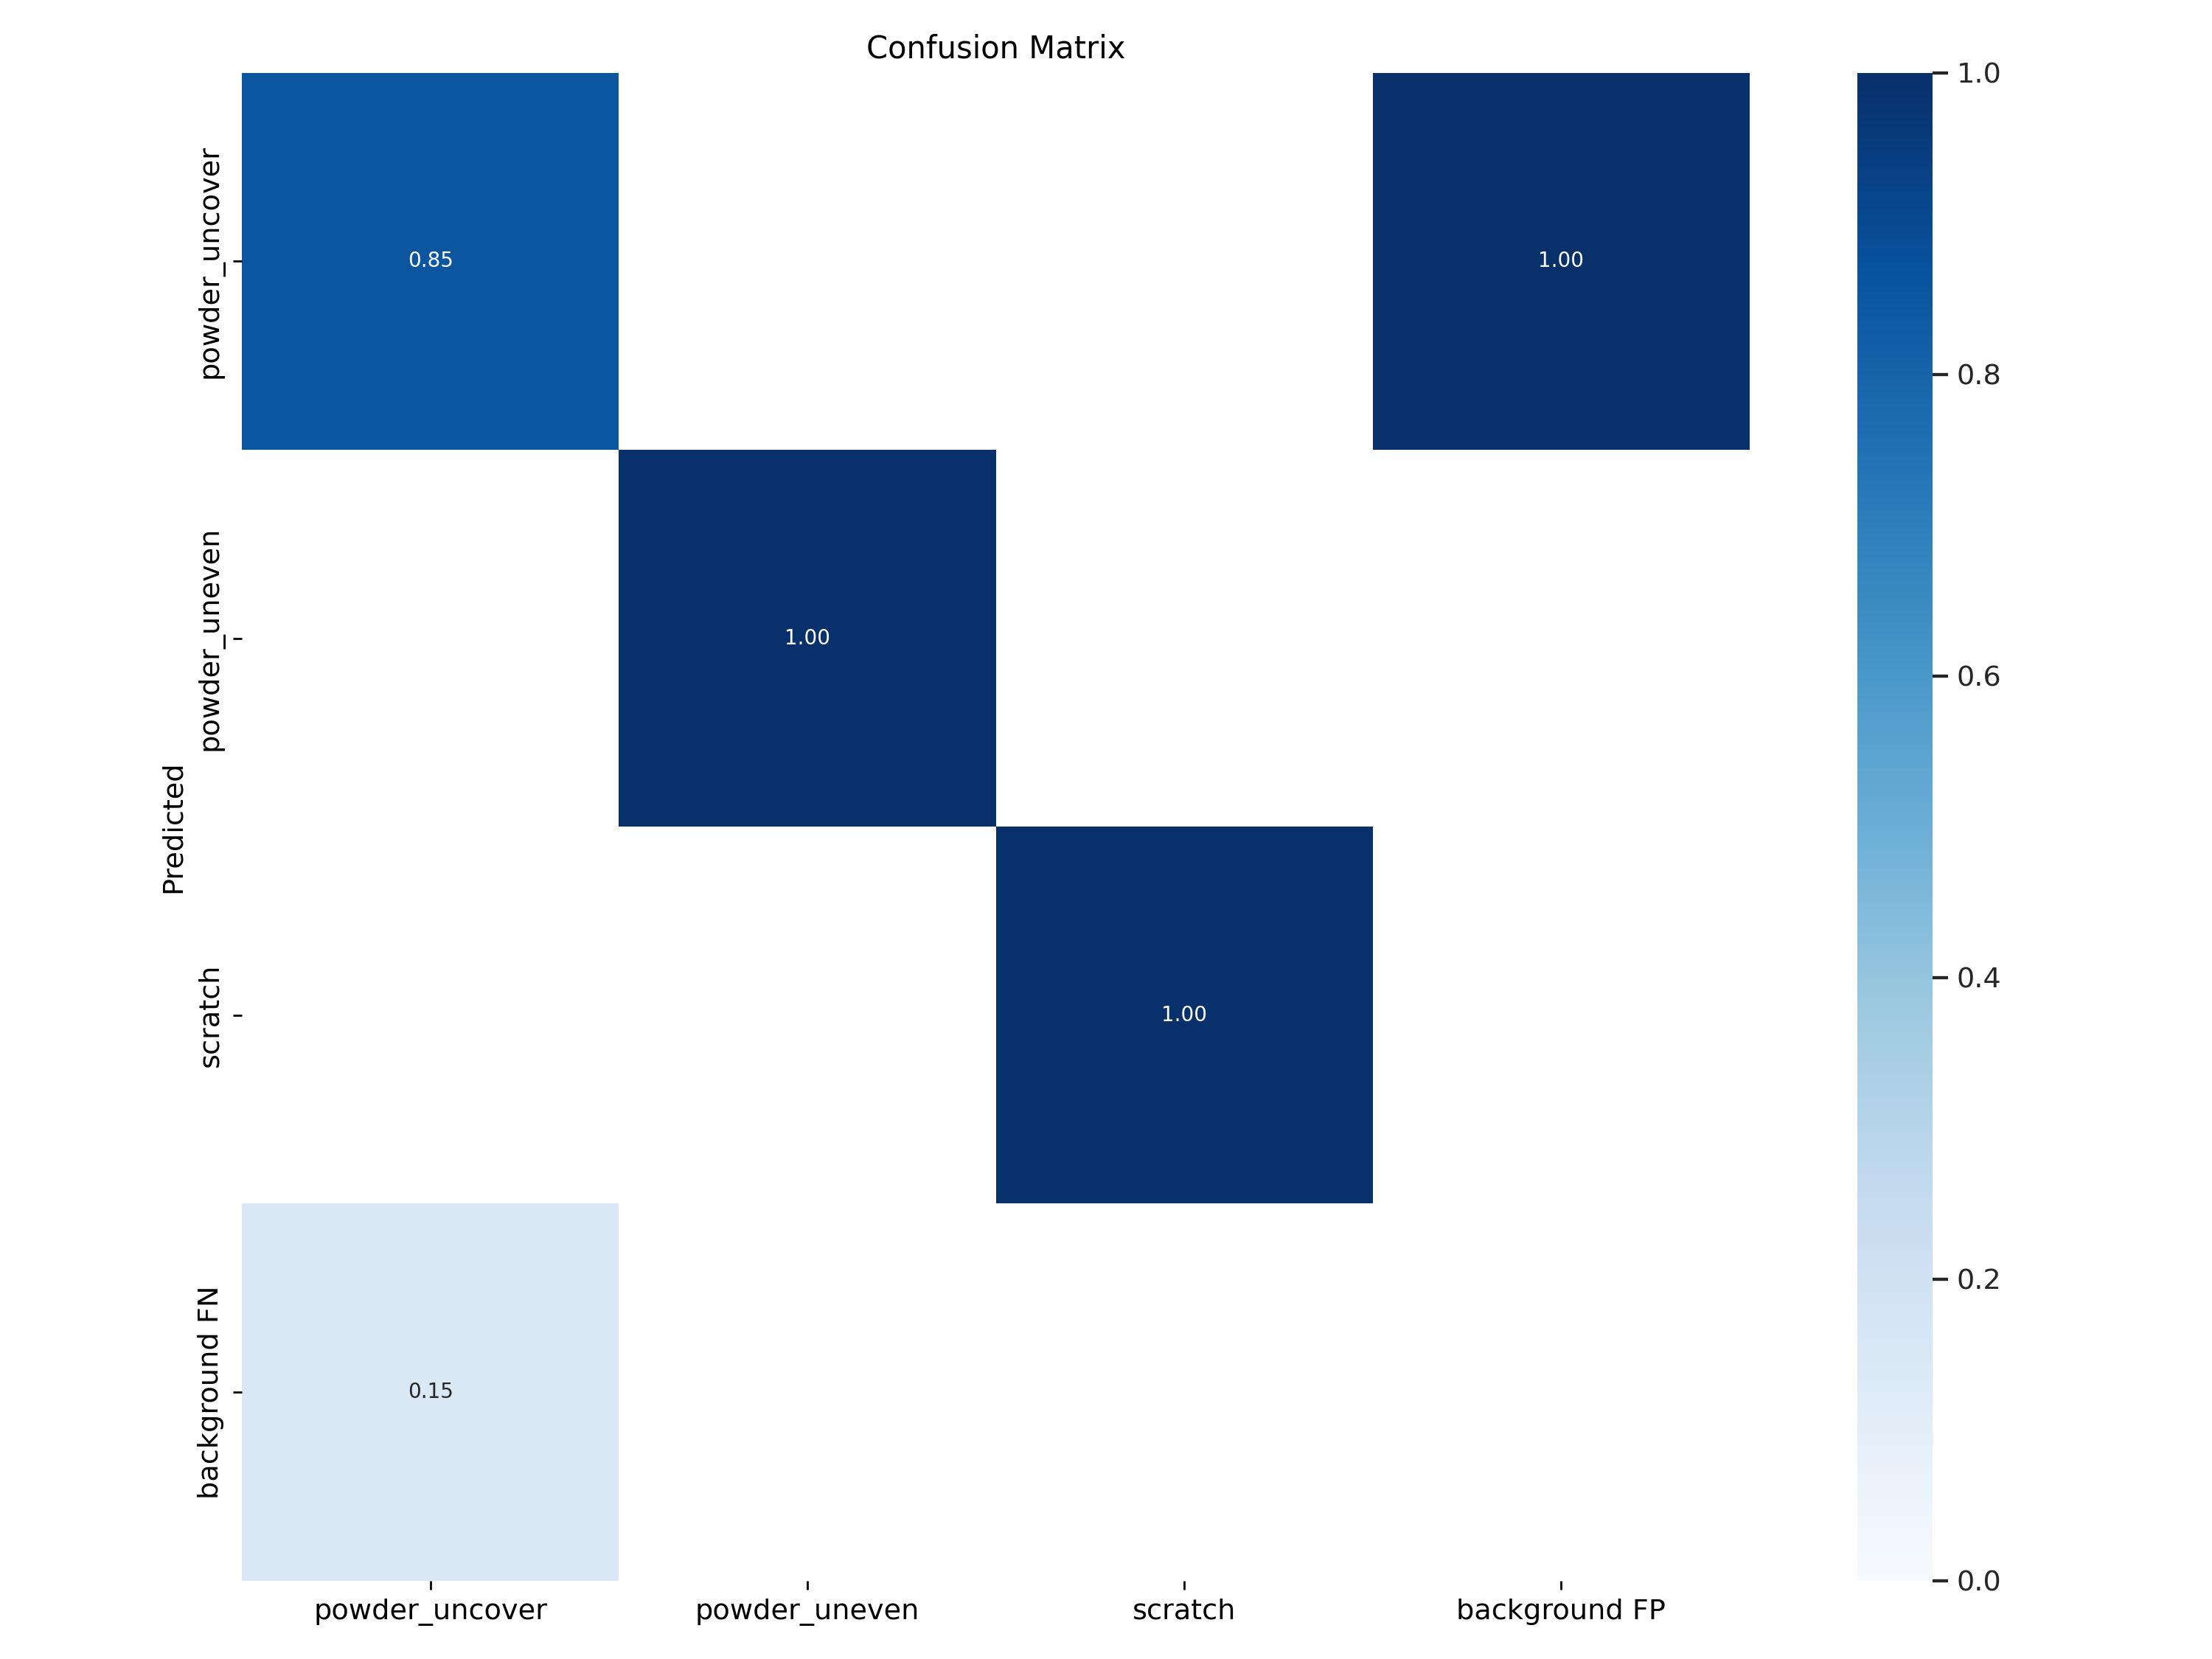 Confusion Matrix
powder_uncover
powder_uneven
scratch
background FN
Predicted
0.85
1.00
1.00
1.00
0.15
powder_uncover
powder_uneven
scratch
background FP
1.0
0.8
0.6
0.4
0.2
0.0